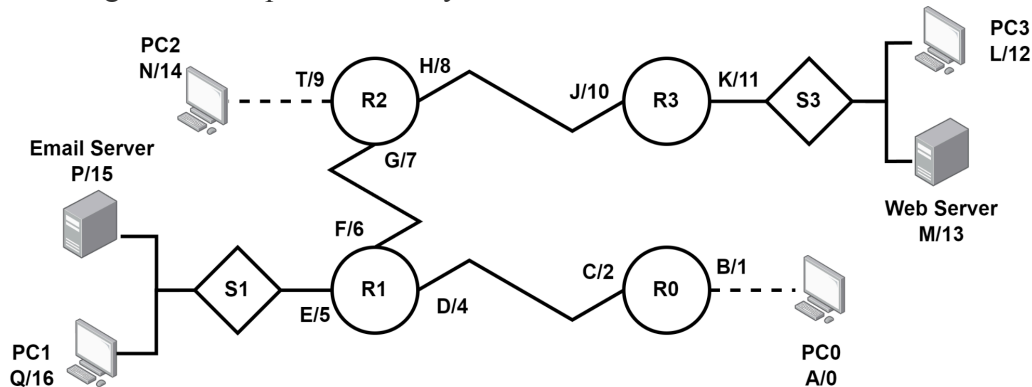 PC2
N/14
T/9
H/8
R2
J/10
R3
K/11
S3
PC3
L/12
Email Server
P/15
G/7
Web Server
M/13
F/6
S1
E/5
R1
D/4
C/2
R0
B/1
PC1
Q/16
PC0
A/0